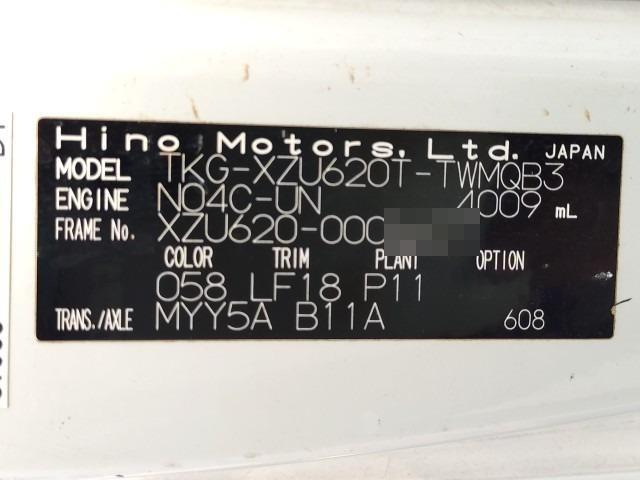 Hino Motors, Ltd. JAPAN
MODEL TKG-XZU620T-TWMQB3
ENGINE N04C-UN 4009 mL
FRAME No. XZU620-000
COLOR TRIM PLANT OPTION
058 LF18 P11
TRANS./AXLE MYY5A B11A 608